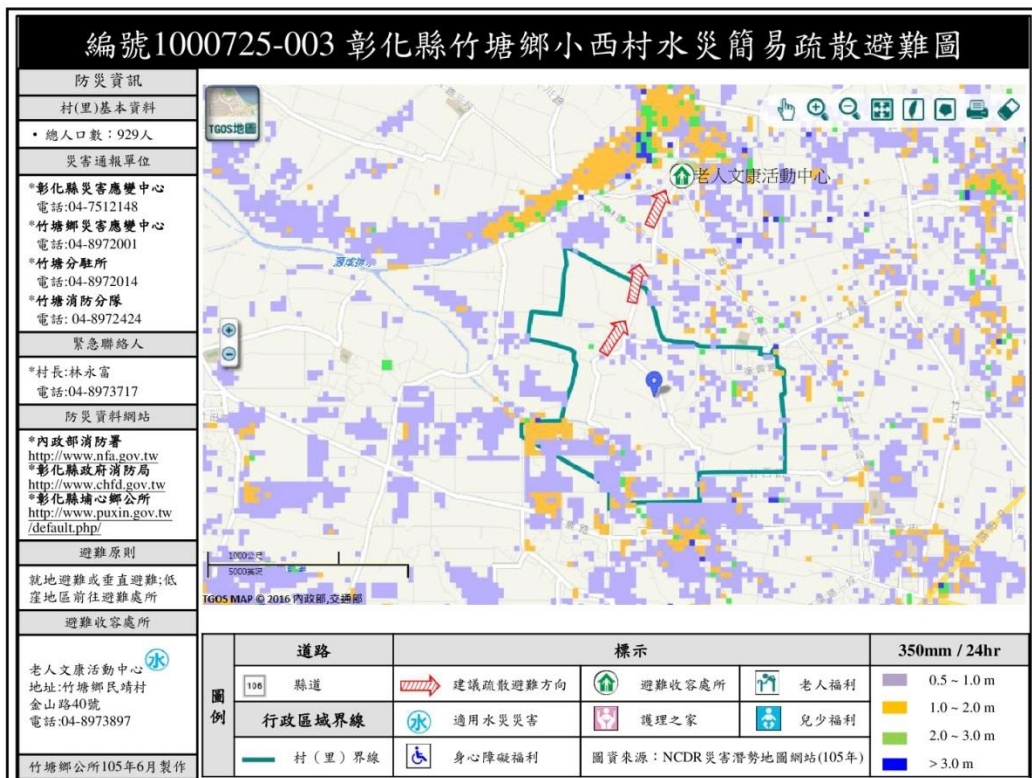 編號1000725-003 彰化縣竹塘鄉小西村水災簡易疏散避難圖
防災資訊
村(里)基本資料
• 總人口數：929人
災害通報單位
*彰化縣災害應變中心
電話:04-7512148
*竹塘鄉災害應變中心
電話:04-8972001
*竹塘分駐所
電話:04-8972014
*竹塘消防分隊
電話: 04-8972424
緊急聯絡人
*村長:林永富
電話:04-8973717
防災資料網站
*內政部消防署
http://www.nfa.gov.tw
*彰化縣政府消防局
http://www.chfd.gov.tw
*彰化縣埔心鄉公所
http://www.puxin.gov.tw
/default.php/
避難原則
就地避難或垂直避難;低
窪地區前往避難處所
避難收容處所
老人文康活動中心 水
地址:竹塘鄉民靖村
金山路40號
電話:04-8973897
竹塘鄉公所105年6月製作
TGOS地圖
老人文康活動中心
1000公尺
5000英呎
TGOS MAP © 2016 內政部,交通部
圖例
道路
標示
350mm / 24hr
106 縣道
建議疏散避難方向
避難收容處所
老人福利
0.5 ~ 1.0 m
行政區域界線
水 適用水災災害
護理之家
兒少福利
1.0 ~ 2.0 m
2.0 ~ 3.0 m
村（里）界線
身心障礙福利
圖資來源：NCDR災害潛勢地圖網站(105年)
> 3.0 m